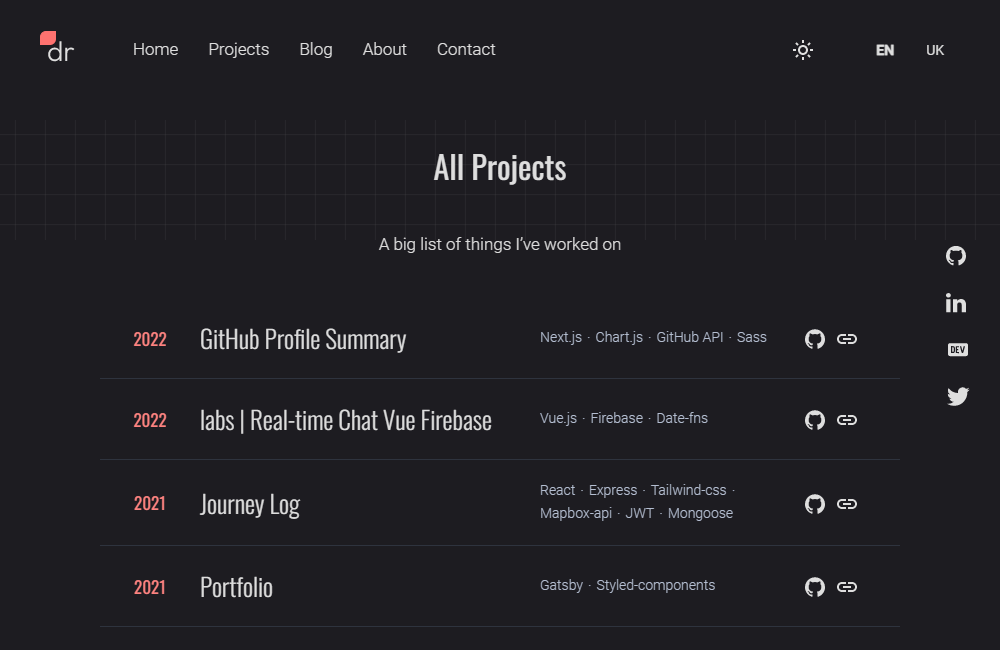 dr
Home Projects Blog About Contact EN UK
All Projects
A big list of things I've worked on
2022 GitHub Profile Summary Next.js · Chart.js · GitHub API · Sass
DEV
2022 labs | Real-time Chat Vue Firebase Vue.js · Firebase · Date-fns
2021 Journey Log React · Express · Tailwind-css ·
Mapbox-api · JWT · Mongoose
2021 Portfolio Gatsby · Styled-components